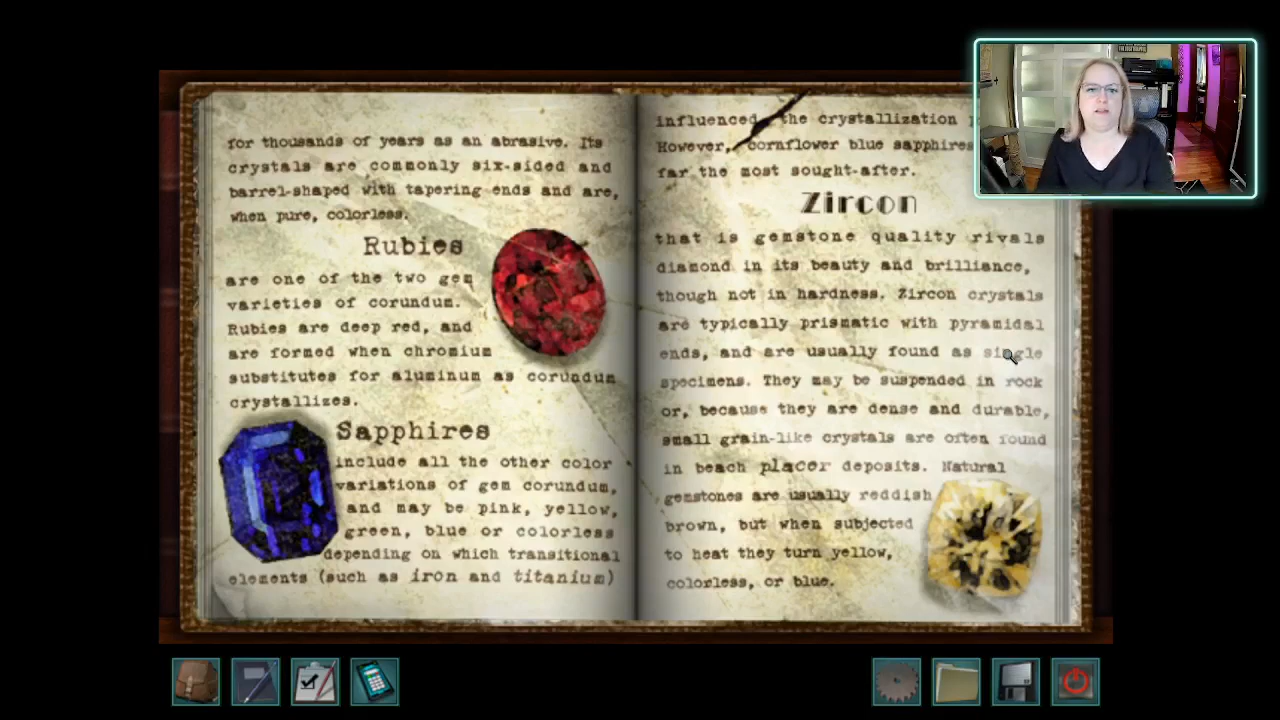 for thousands of years as an abrasive. Its
crystals are commonly six-sided and
barrel-shaped with tapering ends and are,
when pure, colorless.
Rubies
are one of the two gem
varieties of corundum.
Rubies are deep red, and
are formed when chromium
substitutes for aluminum as corundum
crystallizes.
Sapphires
include all the other color
variations of gem corundum,
and may be pink, yellow,
green, blue or colorless
depending on which transitional
elements (such as iron and titanium)
influenced the crystallization
However, cornflower blue sapphires
far the most sought-after.
Zircon
that is gemstone quality rivals
diamond in its beauty and brilliance,
though not in hardness. Zircon crystals
are typically prismatic with pyramidal
ends, and are usually found as single
specimens. They may be suspended in rock
or, because they are dense and durable,
small grain-like crystals are often found
in beach placer deposits. Natural
gemstones are usually reddish
brown, but when subjected
to heat they turn yellow,
colorless, or blue.